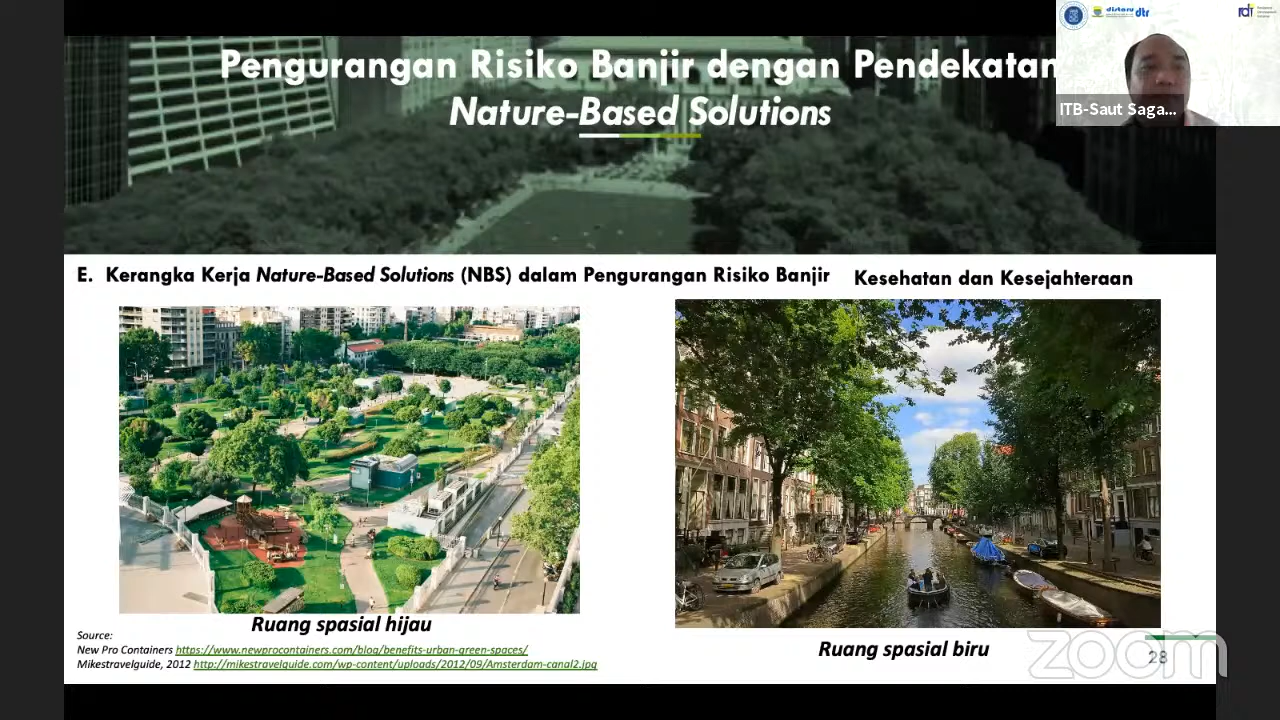 Pengurangan Risiko Banjir dengan Pendekatan
Nature-Based Solutions
distaru
dtr
rdi
ITB-Saut Saga...
E. Kerangka Kerja Nature-Based Solutions (NBS) dalam Pengurangan Risiko Banjir
Kesehatan dan Kesejahteraan
Ruang spasial hijau
Ruang spasial biru
Source:
New Pro Containers https://www.newprocontainers.com/blog/benefits-urban-green-spaces/
Mikestravelguide, 2012 http://mikestravelguide.com/wp-content/uploads/2012/09/Amsterdam-canal2.jpg
28
zoom